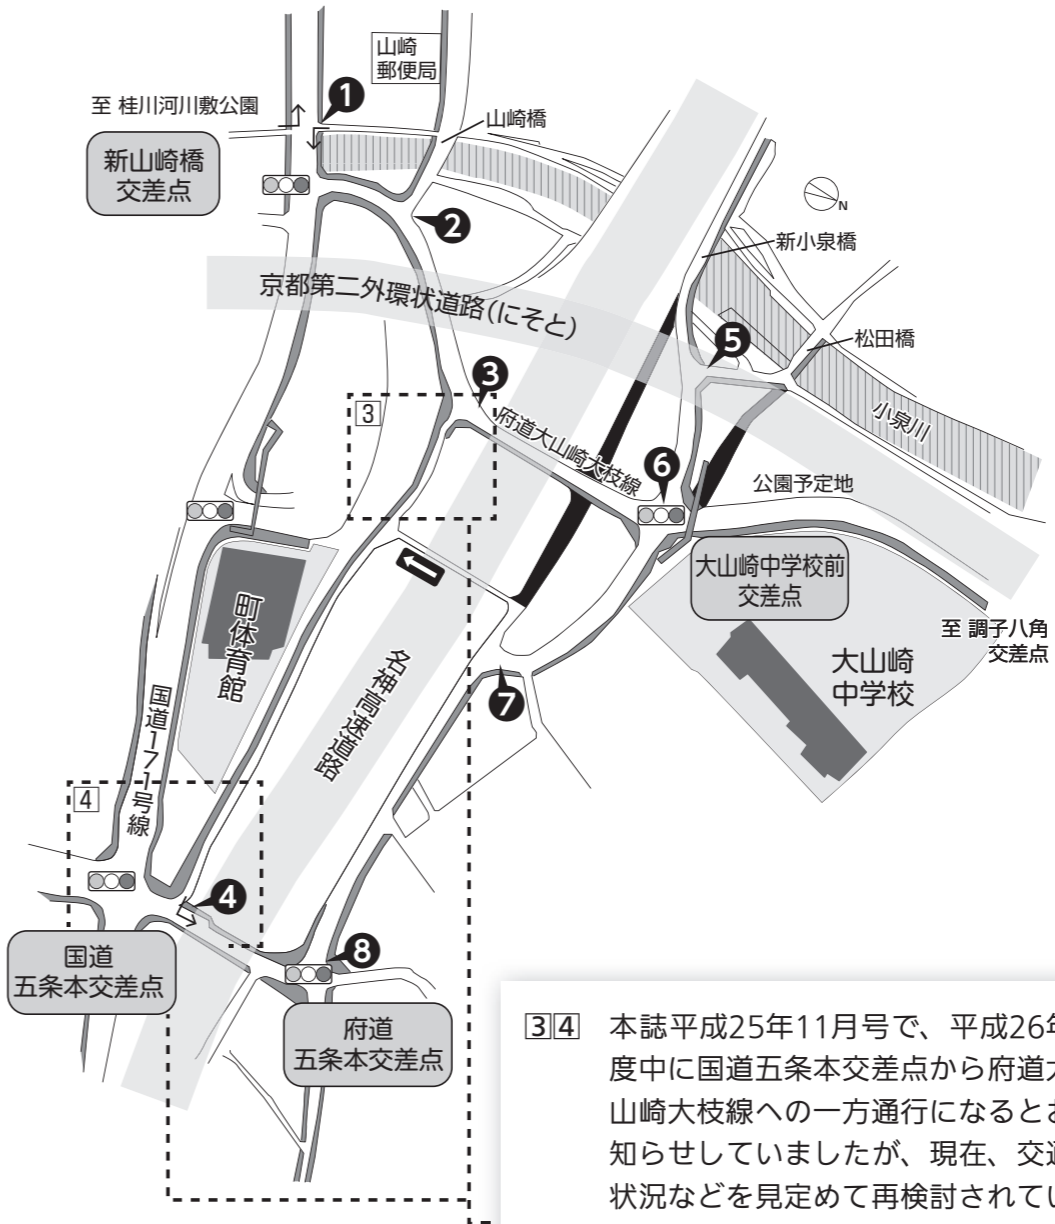 山崎
郵便局
至 桂川河川敷公園
1
山崎橋
新山崎橋
交差点
2
N
新小泉橋
京都第二外環状道路(にそと)
5
松田橋
3
3
小泉川
府道大山崎大枝線
6
公園予定地
大山崎中学校前
交差点
町体育館
至 調子八角
交差点
大山崎
中学校
名神高速道路
7
国道171号線
4
4
8
国道
五条本交差点
府道
五条本交差点
34 本誌平成25年11月号で、平成26年
度中に国道五条本交差点から府道大
山崎大枝線への一方通行になるとお
知らせしていましたが、現在、交通
状況などを見定めて再検討されてい